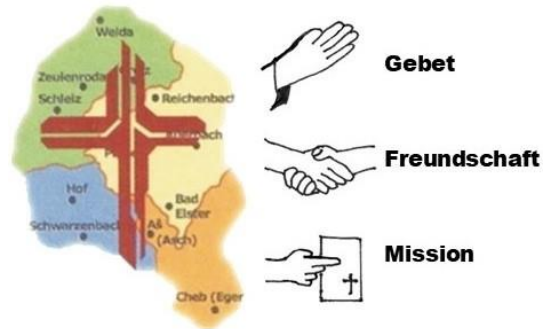 Weida
Zeulenroda
Schleiz
Reichenbach
Hof
Schwarzenbach
Bad
Elster
Aš
(Asch)
Cheb (Eger
Gebet
Freundschaft
Mission